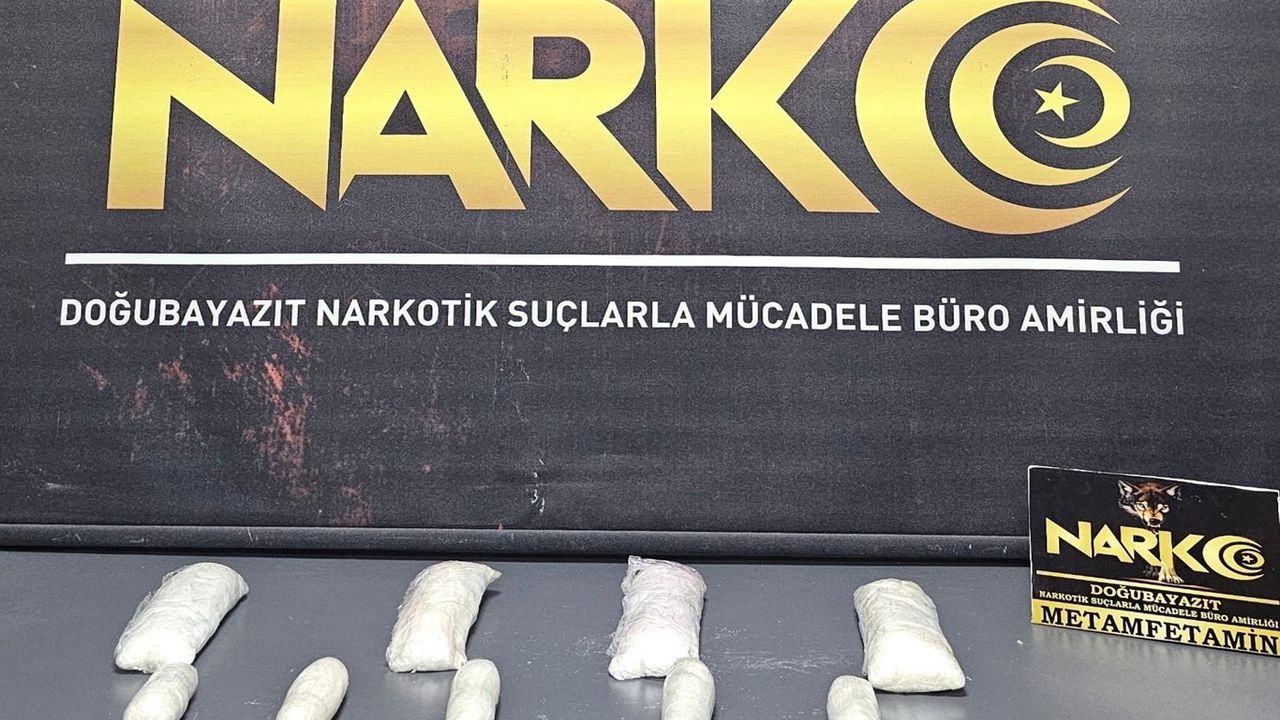 NARKO
DOĞUBAYAZIT NARKOTİK SUÇLARLA MÜCADELE BÜRO AMİRLİĞİ
NARKO
DOĞUBAYAZIT
NARKOTİK SUÇLARLA MÜCADELE BÜRO AMİRLİĞİ
METAMFETAMİN